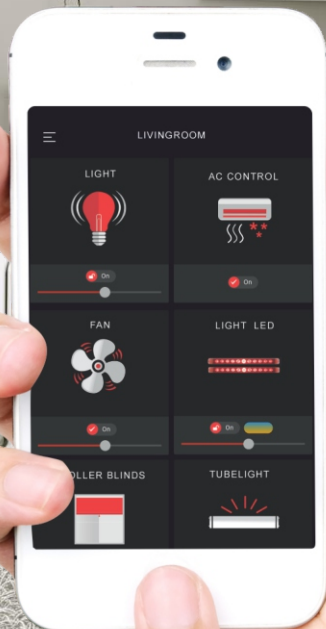 LIVINGROOM
LIGHT
AC CONTROL
On
On
FAN
LIGHT LED
On
On
OLLER BLINDS
TUBELIGHT